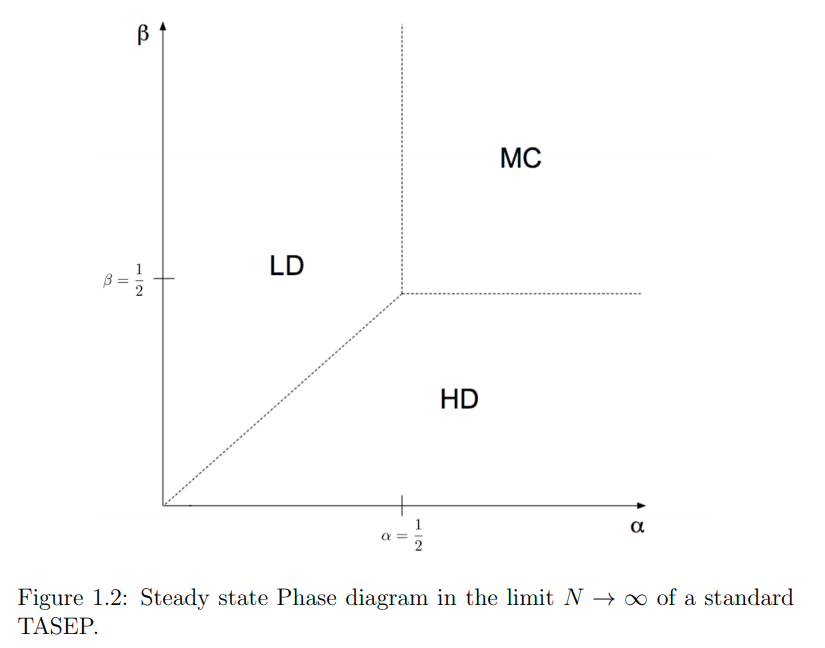 β
MC
LD
β = 1/2
HD
α
α = 1/2
Figure 1.2: Steady state Phase diagram in the limit N → ∞ of a standard
TASEP.